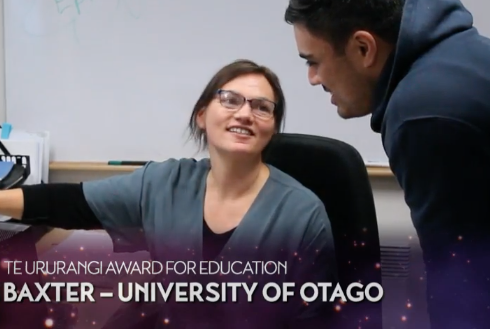 TE URURANGI AWARD FOR EDUCATION
BAXTER – UNIVERSITY OF OTAGO